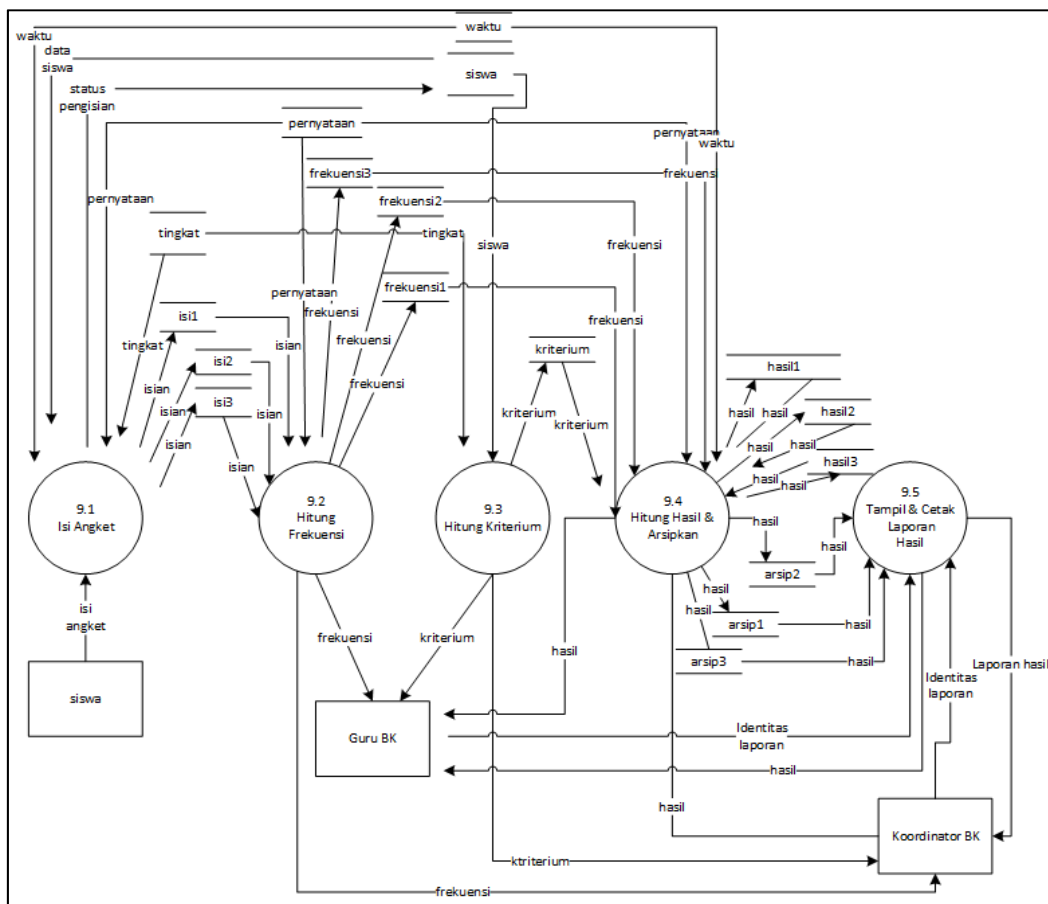 waktu
waktu
data
siswa
siswa
status
pengisian
pernyataan
pernyataan
waktu
frekuensi3
frekuens
pernyataan
frekuensi2
tingkat
tingkat
siswa
frekuensi
pernyataan
frekuensi1
frekuensi
isi1
frekuensi
tingkat
isian
frekuensi
kriterium
isi2
frekuensi
hasil1
isian
isian
isi3
isian
kriterium
kriterium
hasil
hasil
hasil2
isian
isian
hasil
hasil
hasil3
hasil
hasil
9.1
Isi Angket
9.2
Hitung
Frekuensi
9.3
Hitung Kriterium
9.4
Hitung Hasil &
Arsipkan
9.5
Tampil & Cetak
Laporan
Hasil
hasil
hasil
arsip2
isi
angket
hasil
hasil
arsip1
hasil
frekuensi
kriterium
hasil
arsip3
hasil
Identitas
laporan
Laporan hasil
siswa
Guru BK
Identitas
laporan
hasil
hasil
Koordinator BK
ktriterium
frekuensi